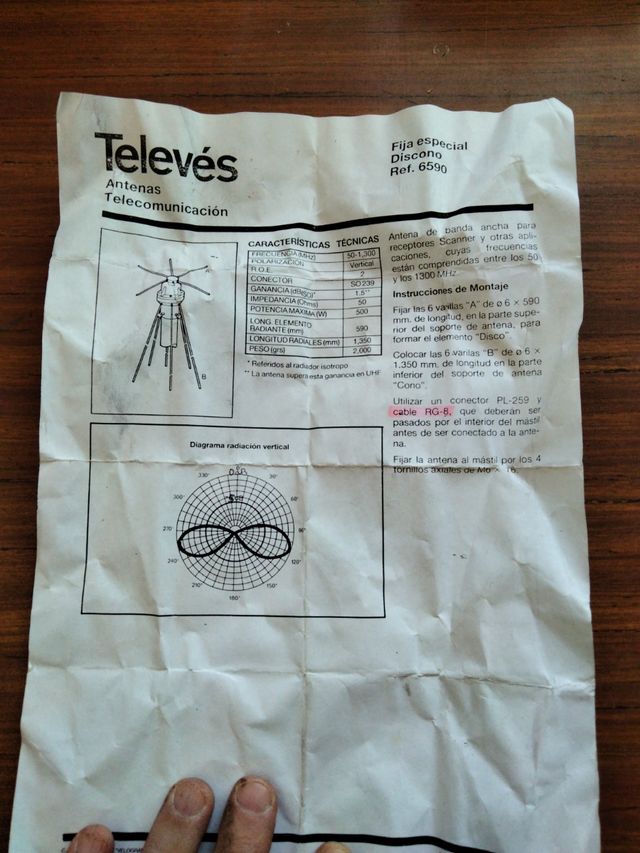 Televés
Antenas
Telecomunicación
Fija especial
Discono
Ref. 6590
A
B
CARACTERÍSTICAS TÉCNICAS
FRECUENCIA (MHz) 50-1,300
POLARIZACIÓN Vertical
R.O.E. 2
CONECTOR SO 239
GANANCIA (dBiso)* 1.5**
IMPEDANCIA (Ohms) 50
POTENCIA MAXIMA (W) 500
LONG. ELEMENTO
RADIANTE (mm) 590
LONGITUD RADIALES (mm) 1,350
PESO (grs) 2,000
* Referidos al radiador isotropo
** La antena supera esta ganancia en UHF
Antena de banda ancha para
receptores Scanner y otras apli-
caciones, cuyas frecuencias
están comprendidas entre los 50
y los 1300 MHz.
Instrucciones de Montaje
Fijar las 6 varillas "A" de ø 6 × 590
mm. de longitud, en la parte supe-
rior del soporte de antena, para
formar el elemento "Disco".
Colocar las 6 varilas "B" de ø 6 ×
1.350 mm. de longitud en la parte
inferior del soporte de antena
"Cono".
Utilizar un conector PL-259 y
cable RG-8, que deberán ser
pasados por el interior del mástil
antes de ser conectado a la ante-
na.
Fijar la antena al mástil por los 4
tornillos axiales de M6 × 16
Diagrama radiación vertical
330°
30°
300°
60°
270°
90°
240°
120°
210°
150°
180°